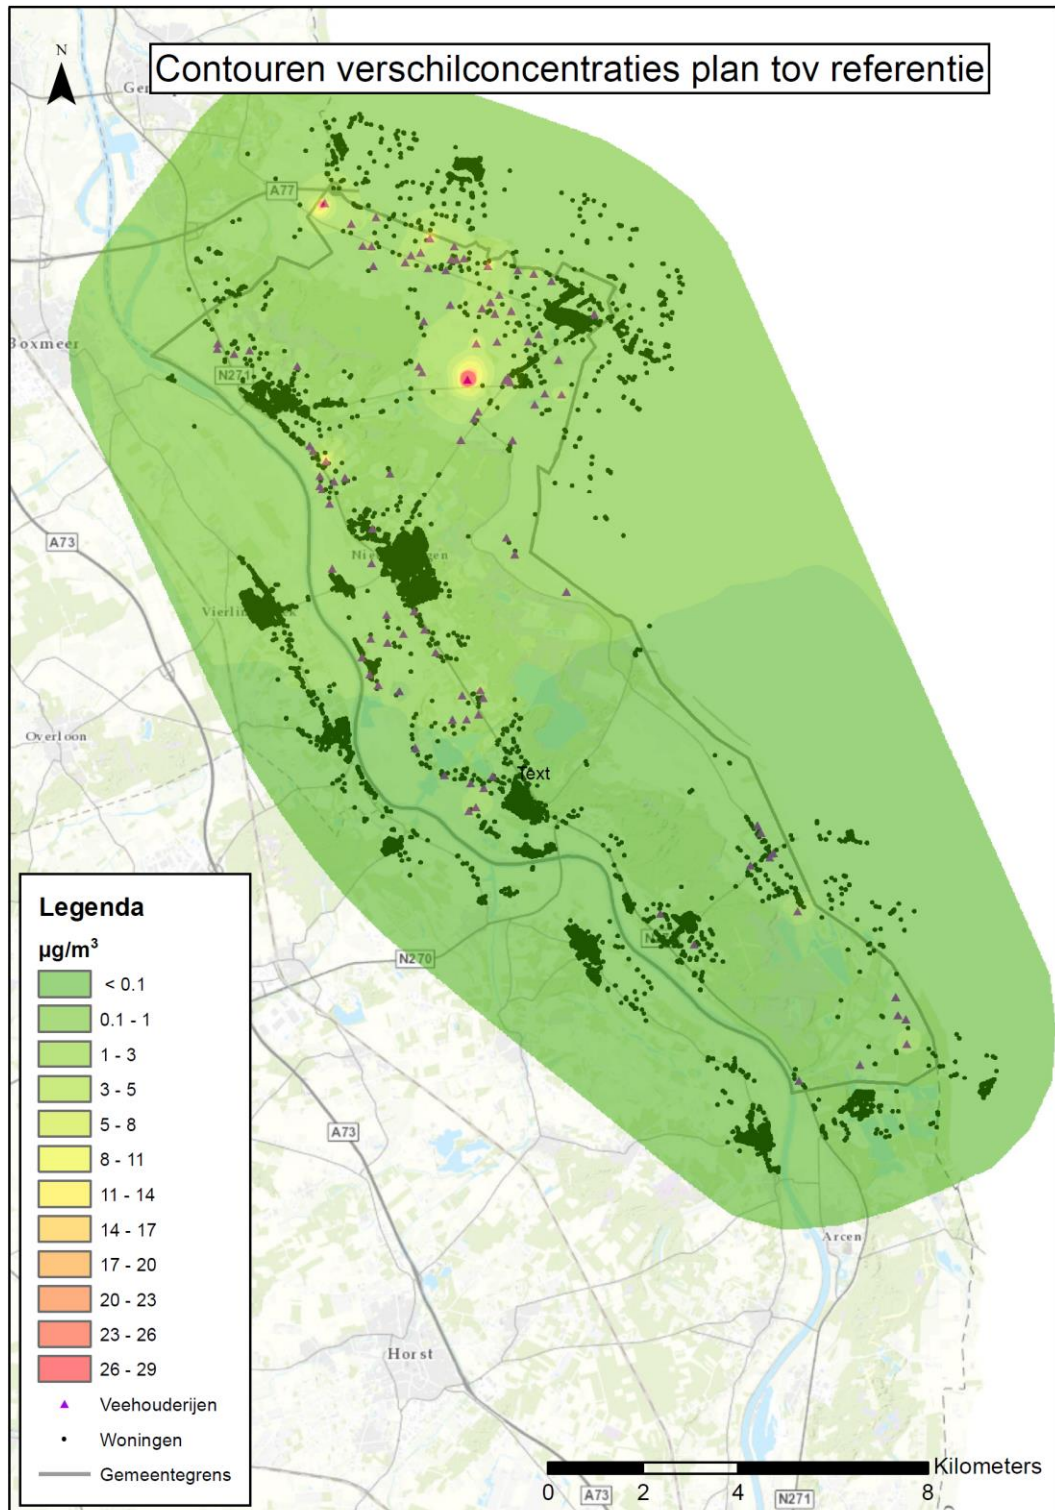 Contouren verschilconcentraties plan tov referentie
N
A77
Boxmeer
N271
A73
Overloon
Text
N270
A73
Arcen
Horst
Legenda
µg/m³
< 0.1
0.1 - 1
1 - 3
3 - 5
5 - 8
8 - 11
11 - 14
14 - 17
17 - 20
20 - 23
23 - 26
26 - 29
Veehouderijen
Woningen
Gemeentegrens
Kilometers
0 2 4 8
A73
N271